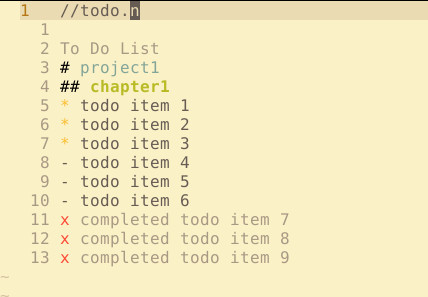 1 //todo.n
1
2 To Do List
3 # project1
4 ## chapter1
5 * todo item 1
6 * todo item 2
7 * todo item 3
8 - todo item 4
9 - todo item 5
10 - todo item 6
11 x completed todo item 7
12 x completed todo item 8
13 x completed todo item 9
~
~